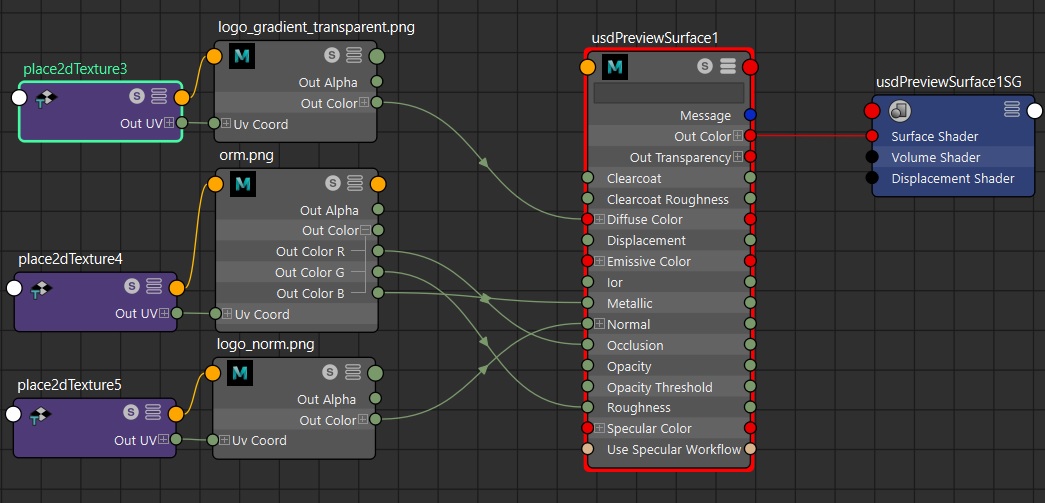 logo_gradient_transparent.png
M
S
Out Alpha
Out Color
Uv Coord
place2dTexture3
T
S
Out UV
orm.png
M
S
Out Alpha
Out Color
Out Color R
Out Color G
Out Color B
Uv Coord
place2dTexture4
T
S
Out UV
logo_norm.png
M
S
Out Alpha
Out Color
Uv Coord
place2dTexture5
T
S
Out UV
usdPreviewSurface1
M
S
Message
Out Color
Out Transparency
Clearcoat
Clearcoat Roughness
Diffuse Color
Displacement
Emissive Color
Ior
Metallic
Normal
Occlusion
Opacity
Opacity Threshold
Roughness
Specular Color
Use Specular Workflow
usdPreviewSurface1SG
Surface Shader
Volume Shader
Displacement Shader